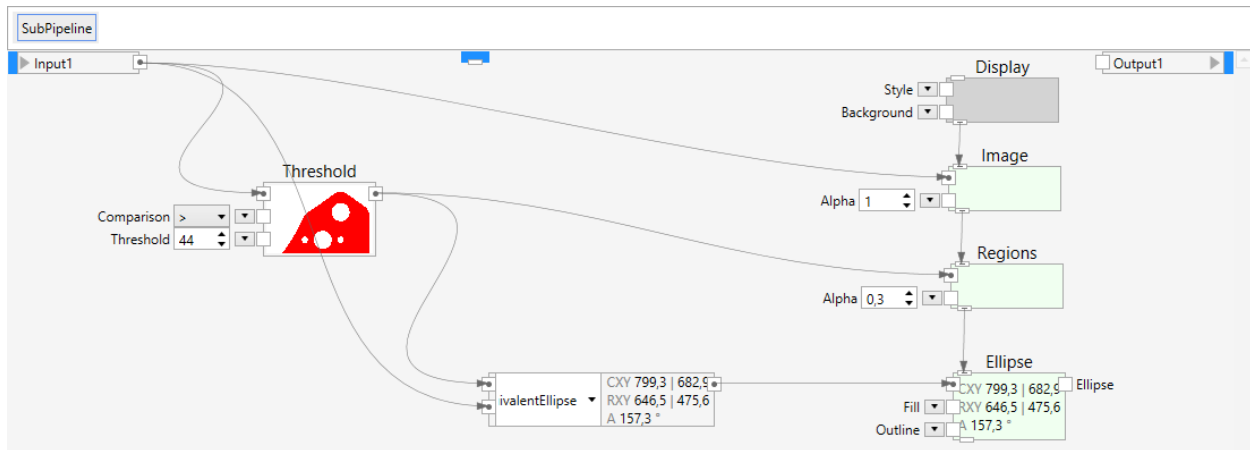 SubPipeline
Input1
Output1
Display
Style
Background
Image
Alpha 1
Threshold
Comparison >
Threshold 44
Regions
Alpha 0,3
ivalentEllipse
CXY 799,3 | 682,9
RXY 646,5 | 475,6
A 157,3 °
Ellipse
CXY 799,3 | 682,9
RXY 646,5 | 475,6
A 157,3 °
Ellipse
Fill
Outline